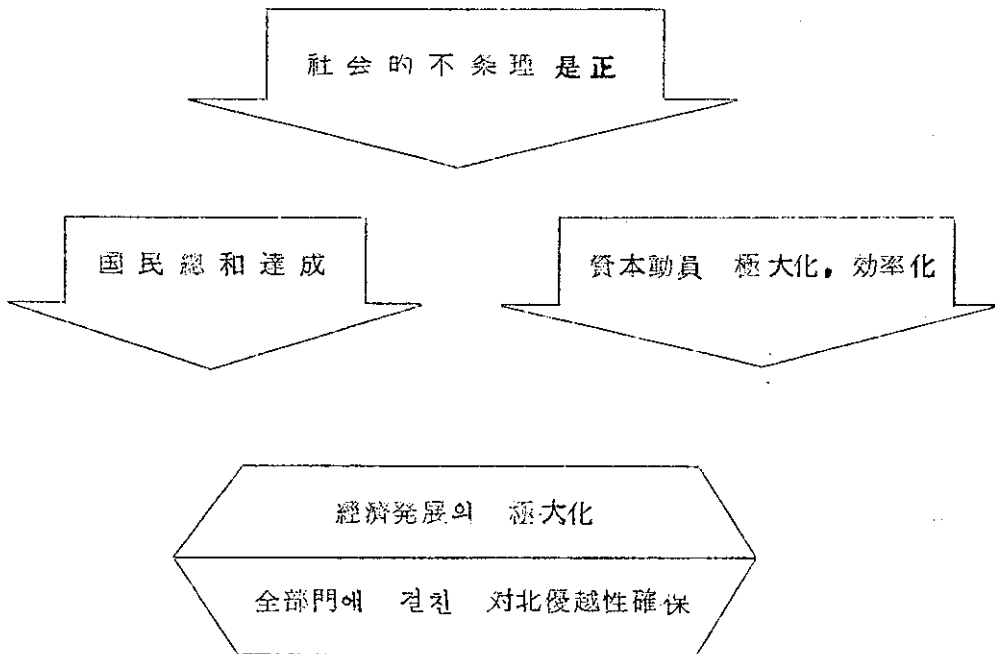 社会的不条理 是正
国民総和達成
資本動員 極大化, 効率化
經濟発展의 極大化
全部門에 걸친 対北優越性確保